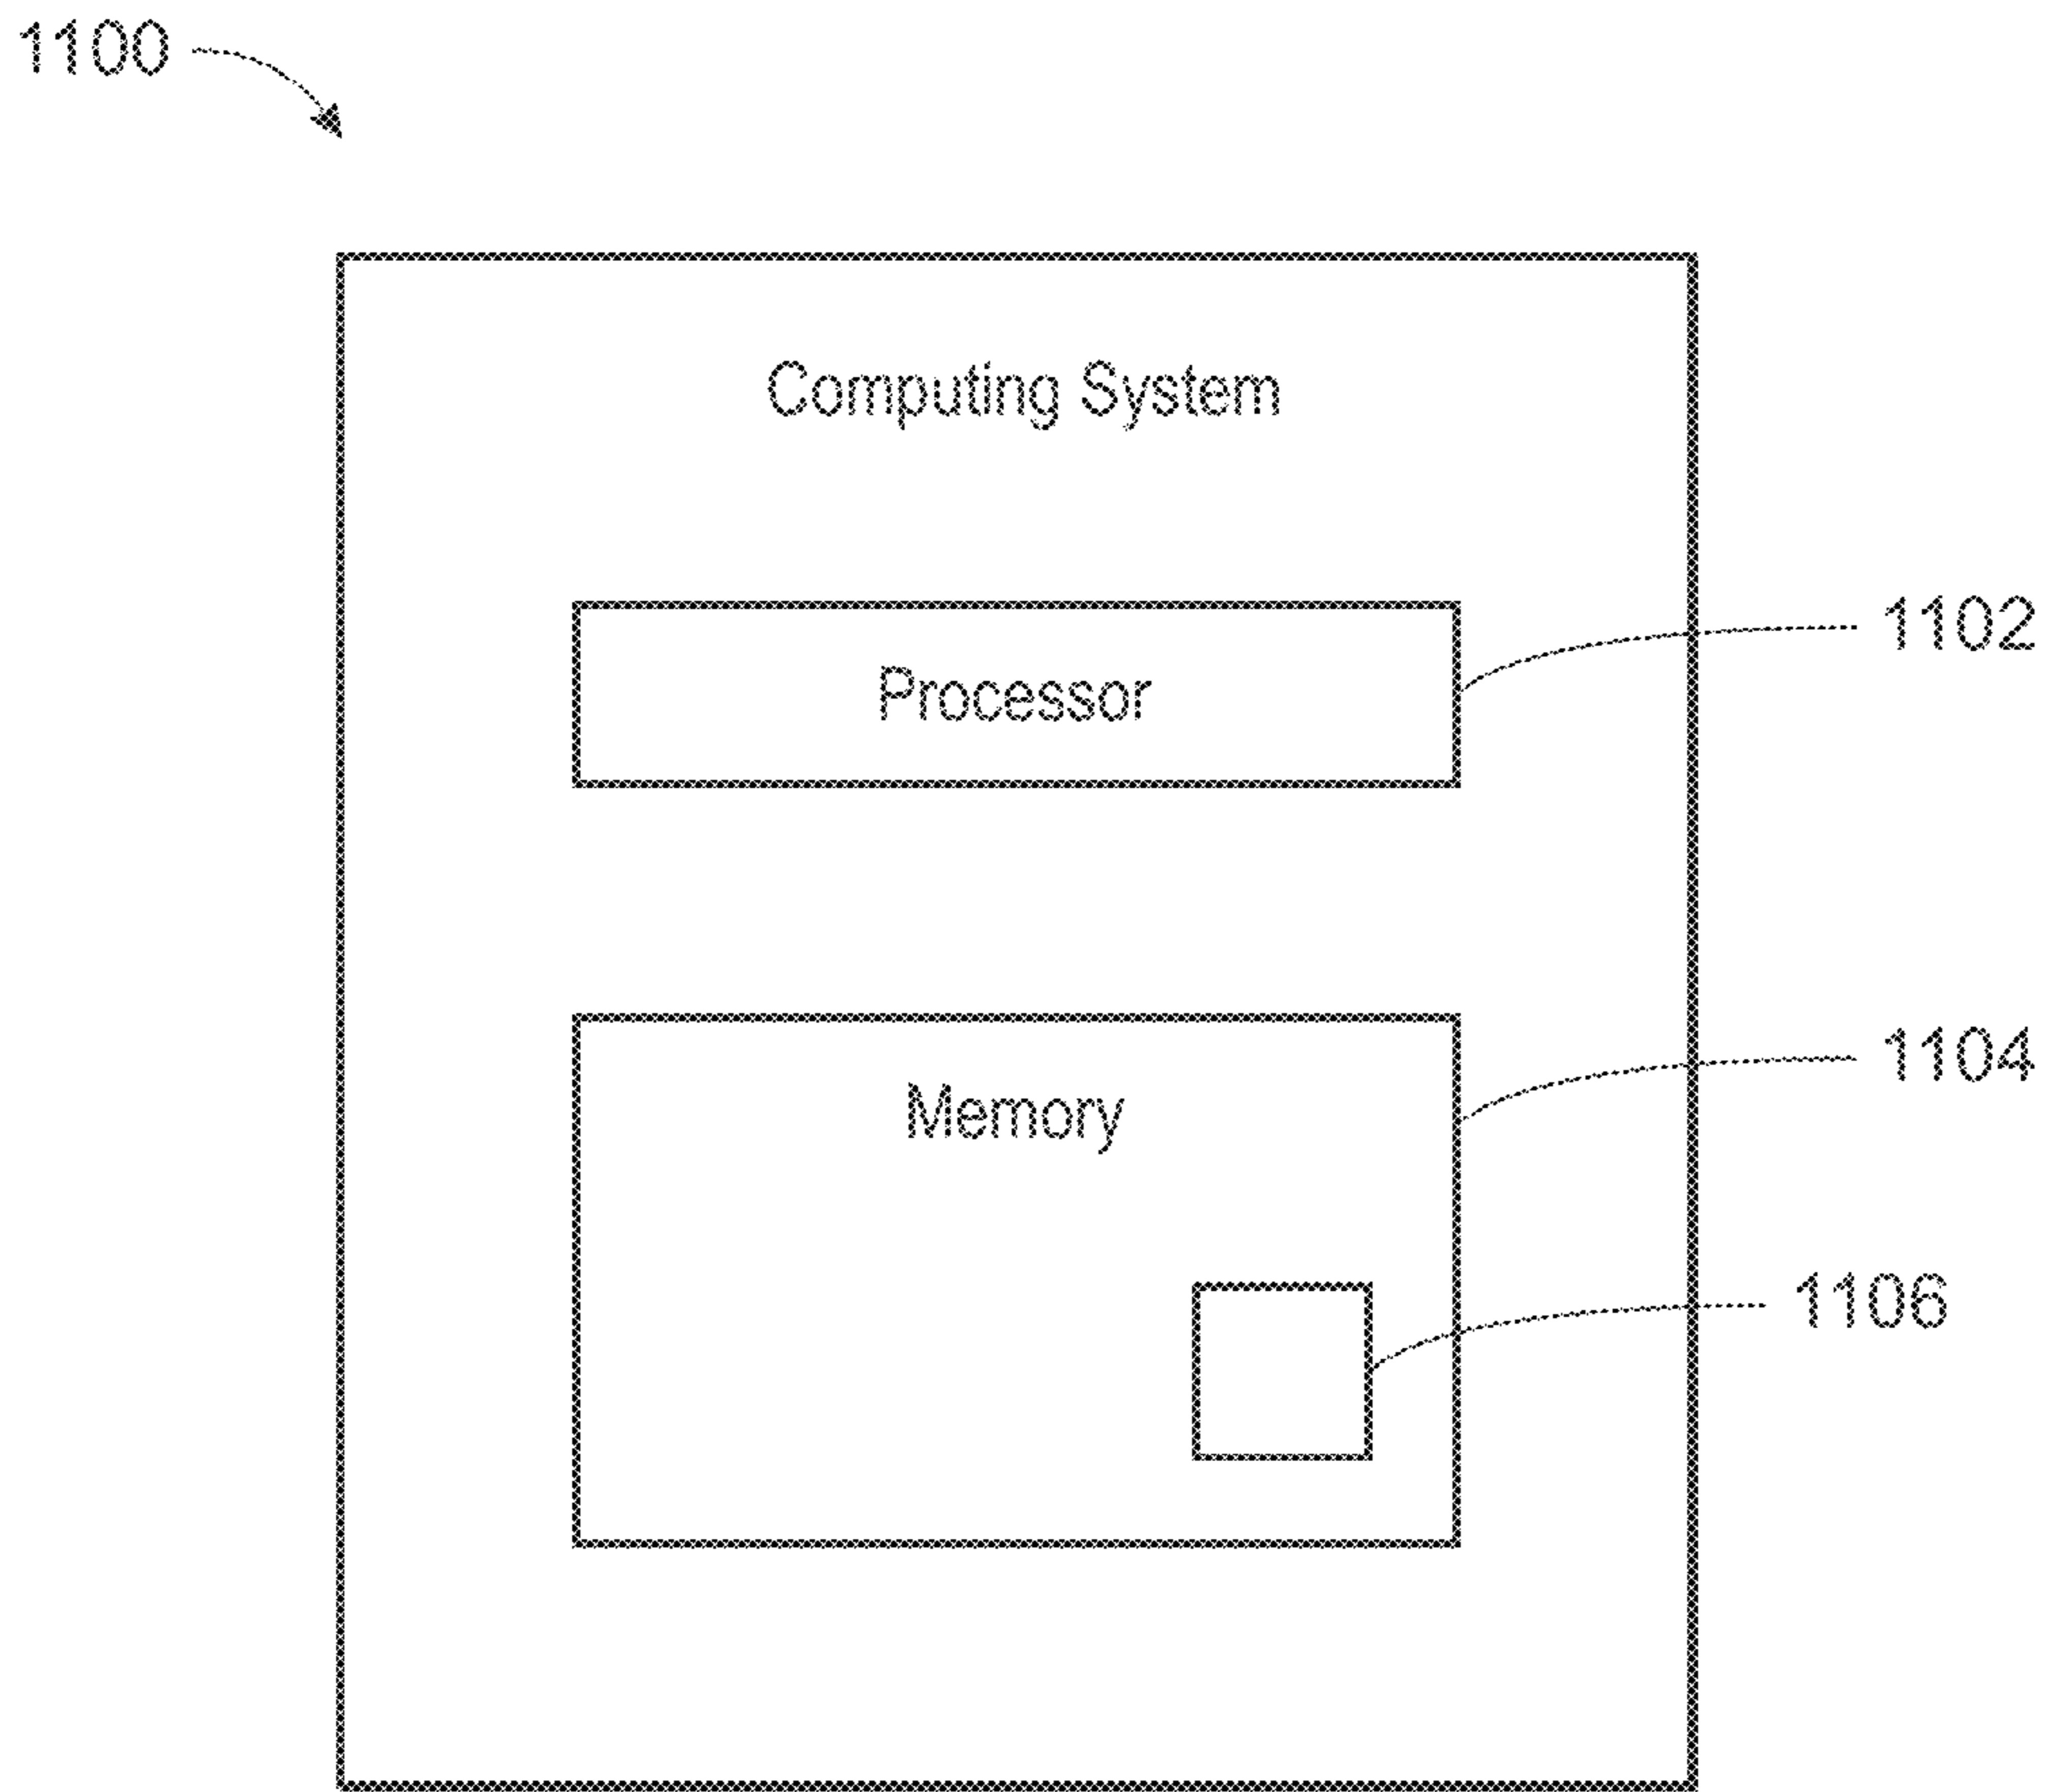 1100
Computing System
1102
Processor
1104
Memory
1106